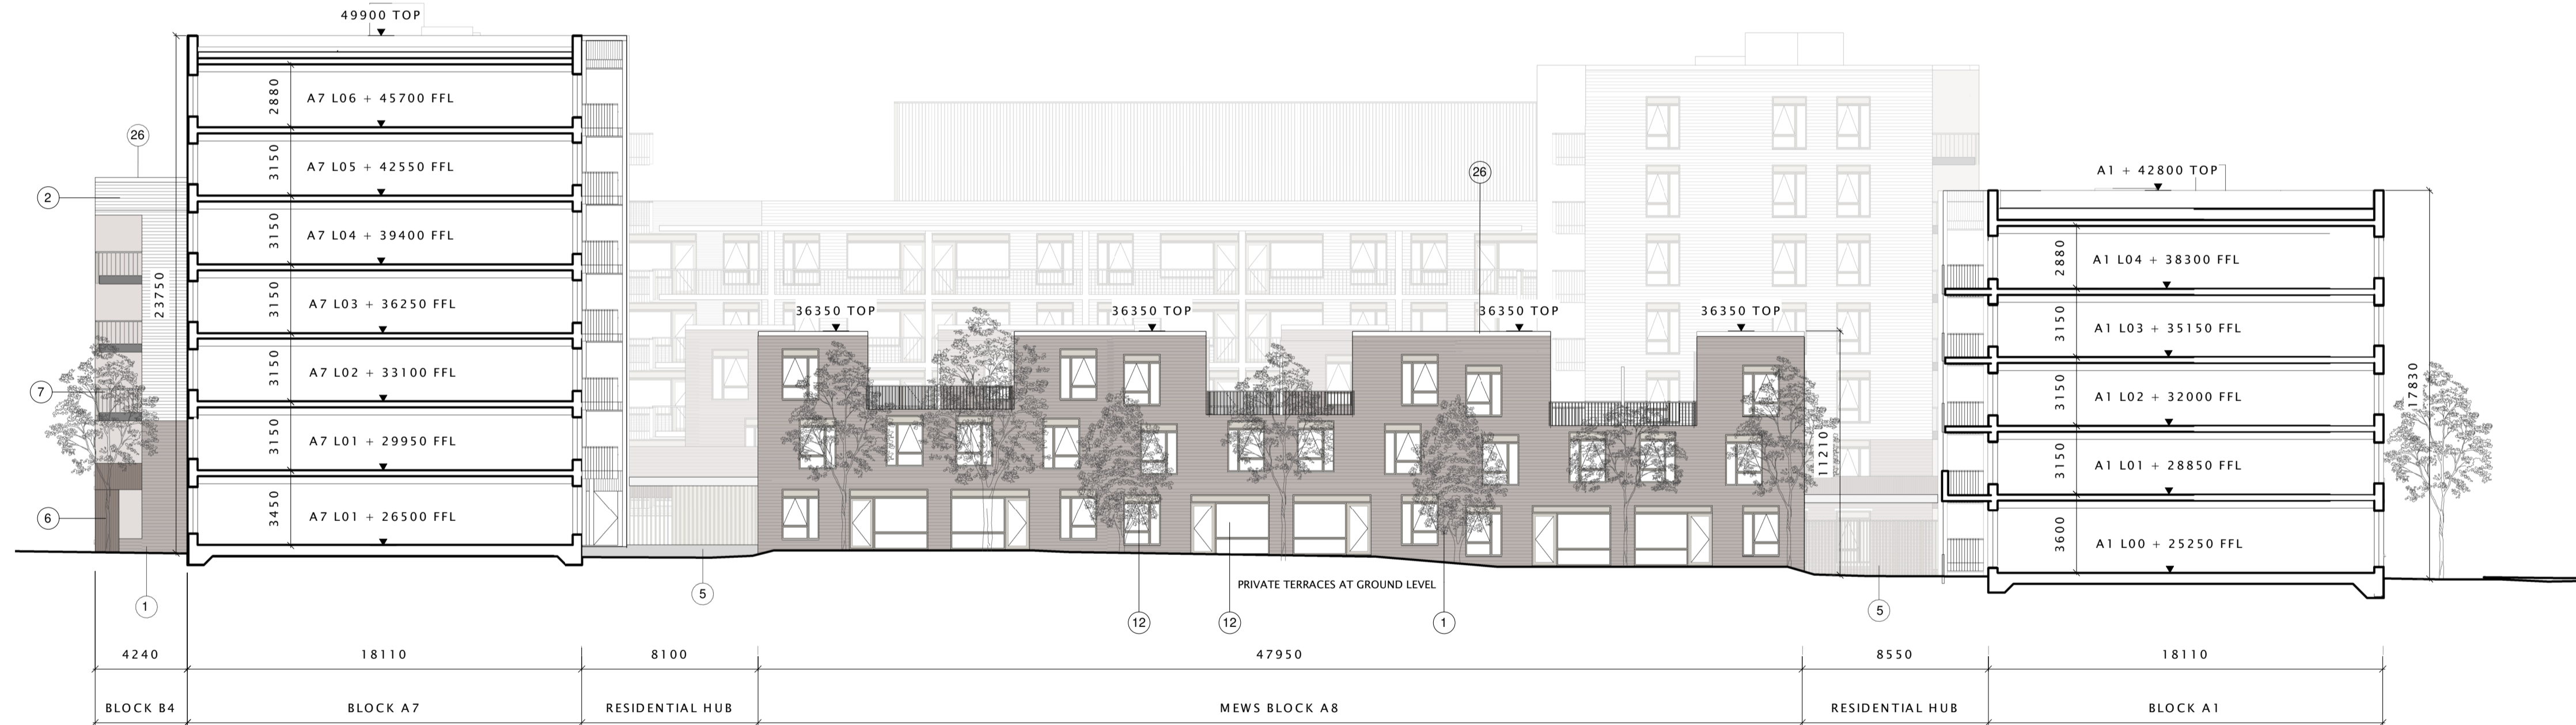 49900 TOP
2880
A7 L06 + 45700 FFL
26
3150
A7 L05 + 42550 FFL
26
A1 + 42800 TOP
2
3150
A7 L04 + 39400 FFL
2880
A1 L04 + 38300 FFL
23750
3150
A7 L03 + 36250 FFL
36350 TOP
36350 TOP
36350 TOP
36350 TOP
3150
A1 L03 + 35150 FFL
7
3150
A7 L02 + 33100 FFL
17830
3150
A1 L02 + 32000 FFL
3150
A7 L01 + 29950 FFL
11210
3150
A1 L01 + 28850 FFL
6
3450
A7 L01 + 26500 FFL
3600
A1 L00 + 25250 FFL
PRIVATE TERRACES AT GROUND LEVEL
1
5
12
12
1
5
4240
18110
8100
47950
8550
18110
BLOCK B4
BLOCK A7
RESIDENTIAL HUB
MEWS BLOCK A8
RESIDENTIAL HUB
BLOCK A1